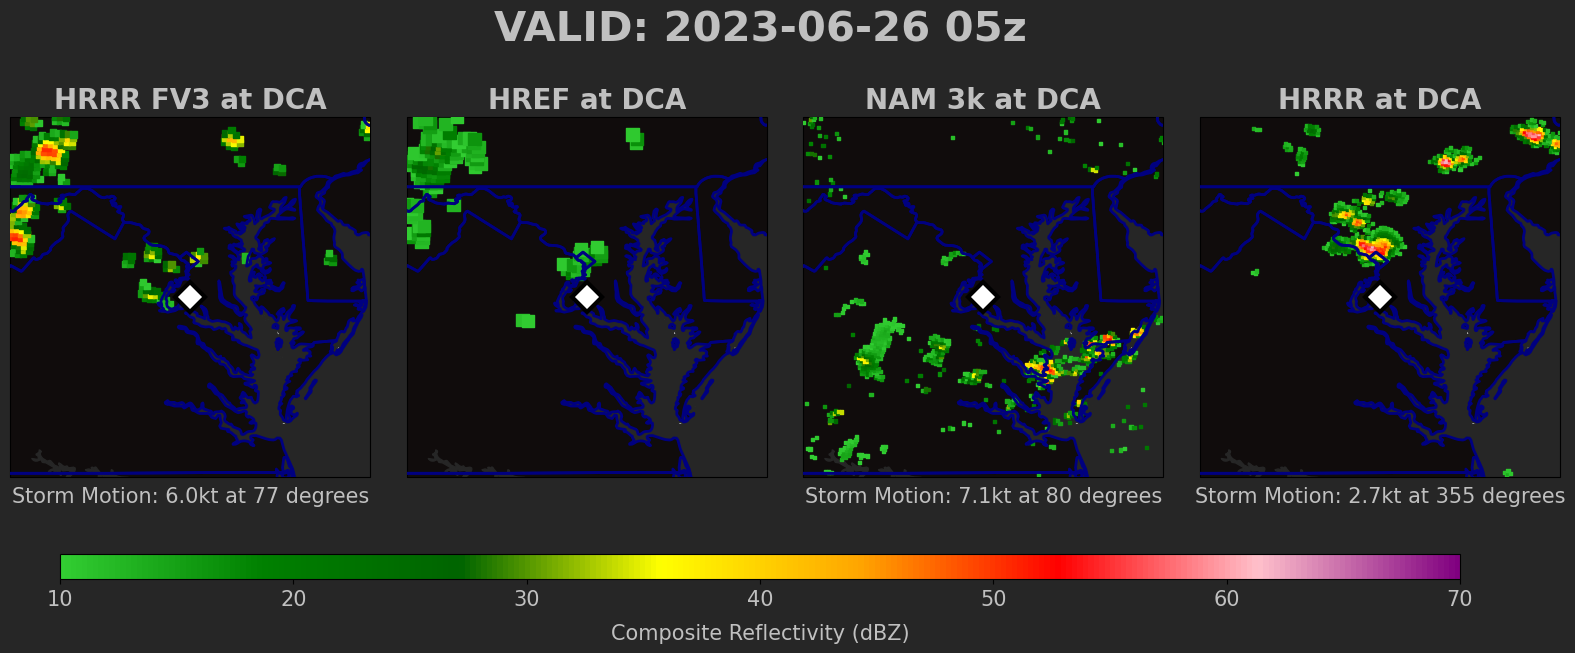 VALID: 2023-06-26 05z
HRRR FV3 at DCA
HREF at DCA
NAM 3k at DCA
HRRR at DCA
Storm Motion: 6.0kt at 77 degrees
Storm Motion: 7.1kt at 80 degrees
Storm Motion: 2.7kt at 355 degrees
10 20 30 40 50 60 70
Composite Reflectivity (dBZ)